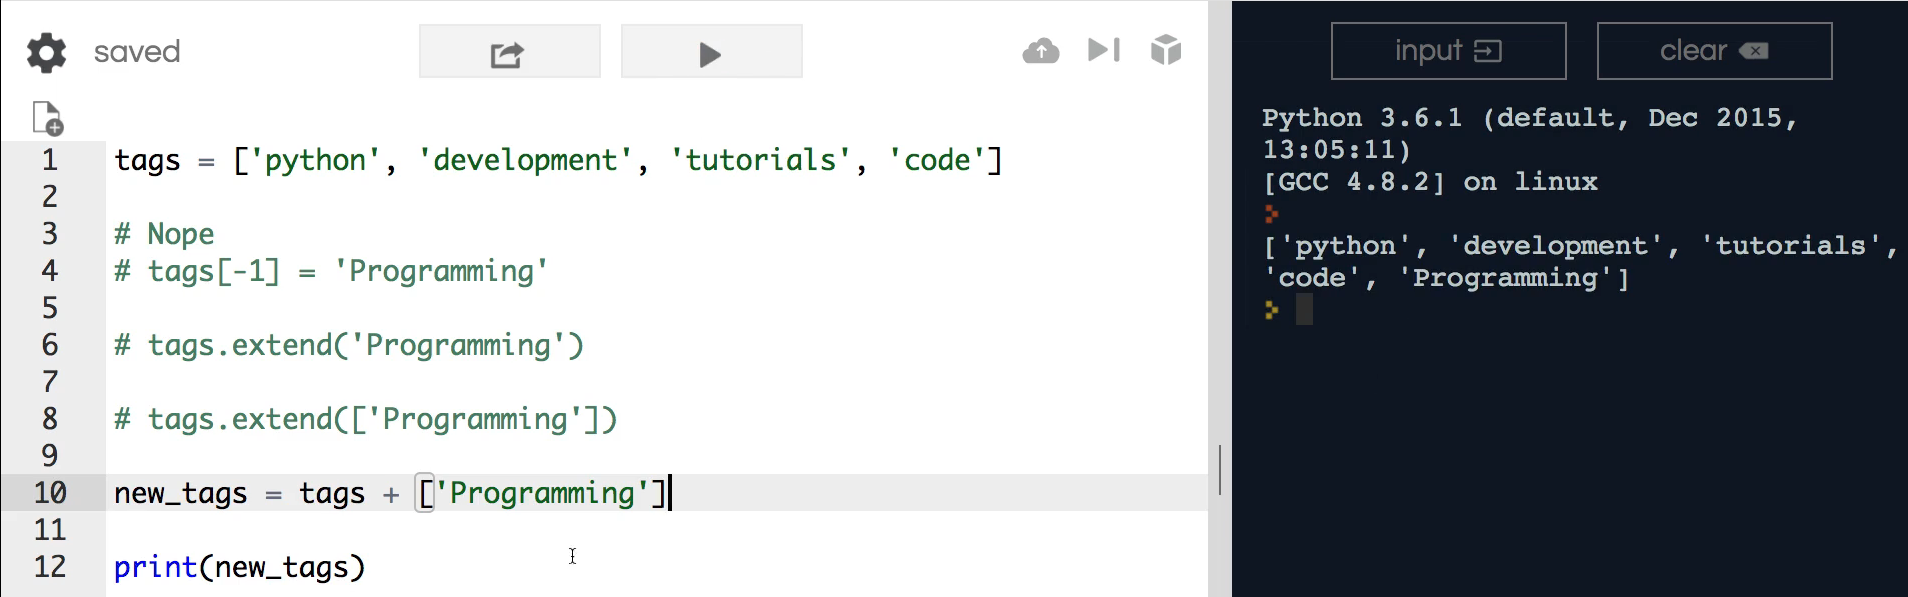 saved
1 tags = ['python', 'development', 'tutorials', 'code']
2
3 # Nope
4 # tags[-1] = 'Programming'
5
6 # tags.extend('Programming')
7
8 # tags.extend(['Programming'])
9
10 new_tags = tags + ['Programming']
11
12 print(new_tags)
input
clear
Python 3.6.1 (default, Dec 2015,
13:05:11)
[GCC 4.8.2] on linux
['python', 'development', 'tutorials',
'code', 'Programming']